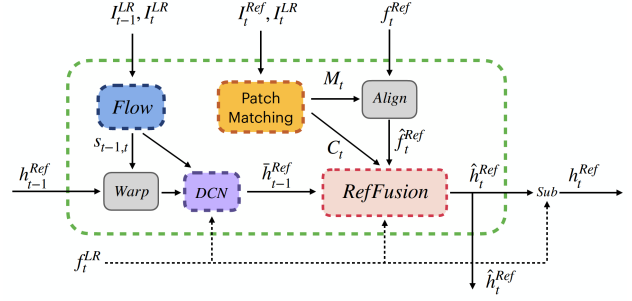 I_{t-1}^{LR}, I_t^{LR}
I_t^{Ref}, I_t^{LR}
f_t^{Ref}
Flow
Patch
Matching
M_t
Align
s_{t-1,t}
C_t
\hat{f}_t^{Ref}
h_{t-1}^{Ref}
Warp
DCN
\bar{h}_{t-1}^{Ref}
RefFusion
\hat{h}_t^{Ref}
Sub
h_t^{Ref}
f_t^{LR}
\hat{h}_t^{Ref}